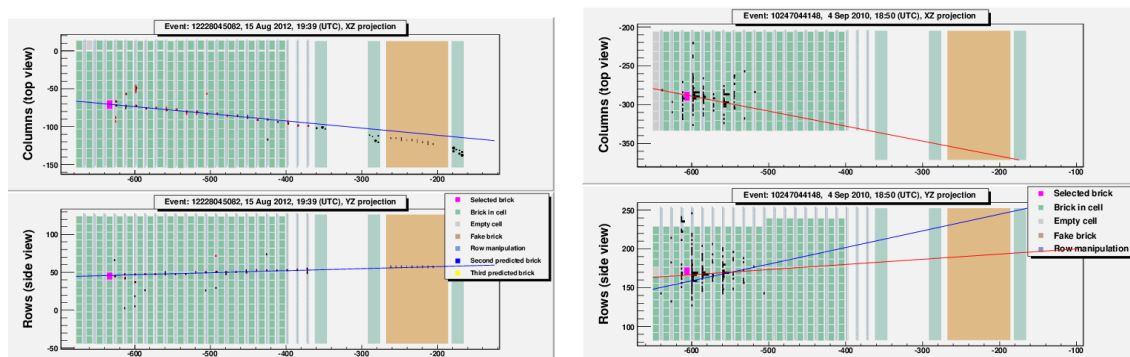 Event: 12228045082, 15 Aug 2012, 19:39 (UTC), XZ projection
Columns (top view)
0
-50
-100
-150
-600
-500
-400
-300
-200
Event: 12228045082, 15 Aug 2012, 19:39 (UTC), YZ projection
Rows (side view)
100
50
0
-50
-600
-500
-400
-300
-200
Selected brick
Brick in cell
Empty cell
Fake brick
Row manipulation
Second predicted brick
Third predicted brick
Event: 10247044148, 4 Sep 2010, 18:50 (UTC), XZ projection
Columns (top view)
-200
-250
-300
-350
-600
-500
-400
-300
-200
-100
Event: 10247044148, 4 Sep 2010, 18:50 (UTC), YZ projection
Rows (side view)
250
200
150
100
-600
-500
-400
-300
-200
-100
Selected brick
Brick in cell
Empty cell
Fake brick
Row manipulation